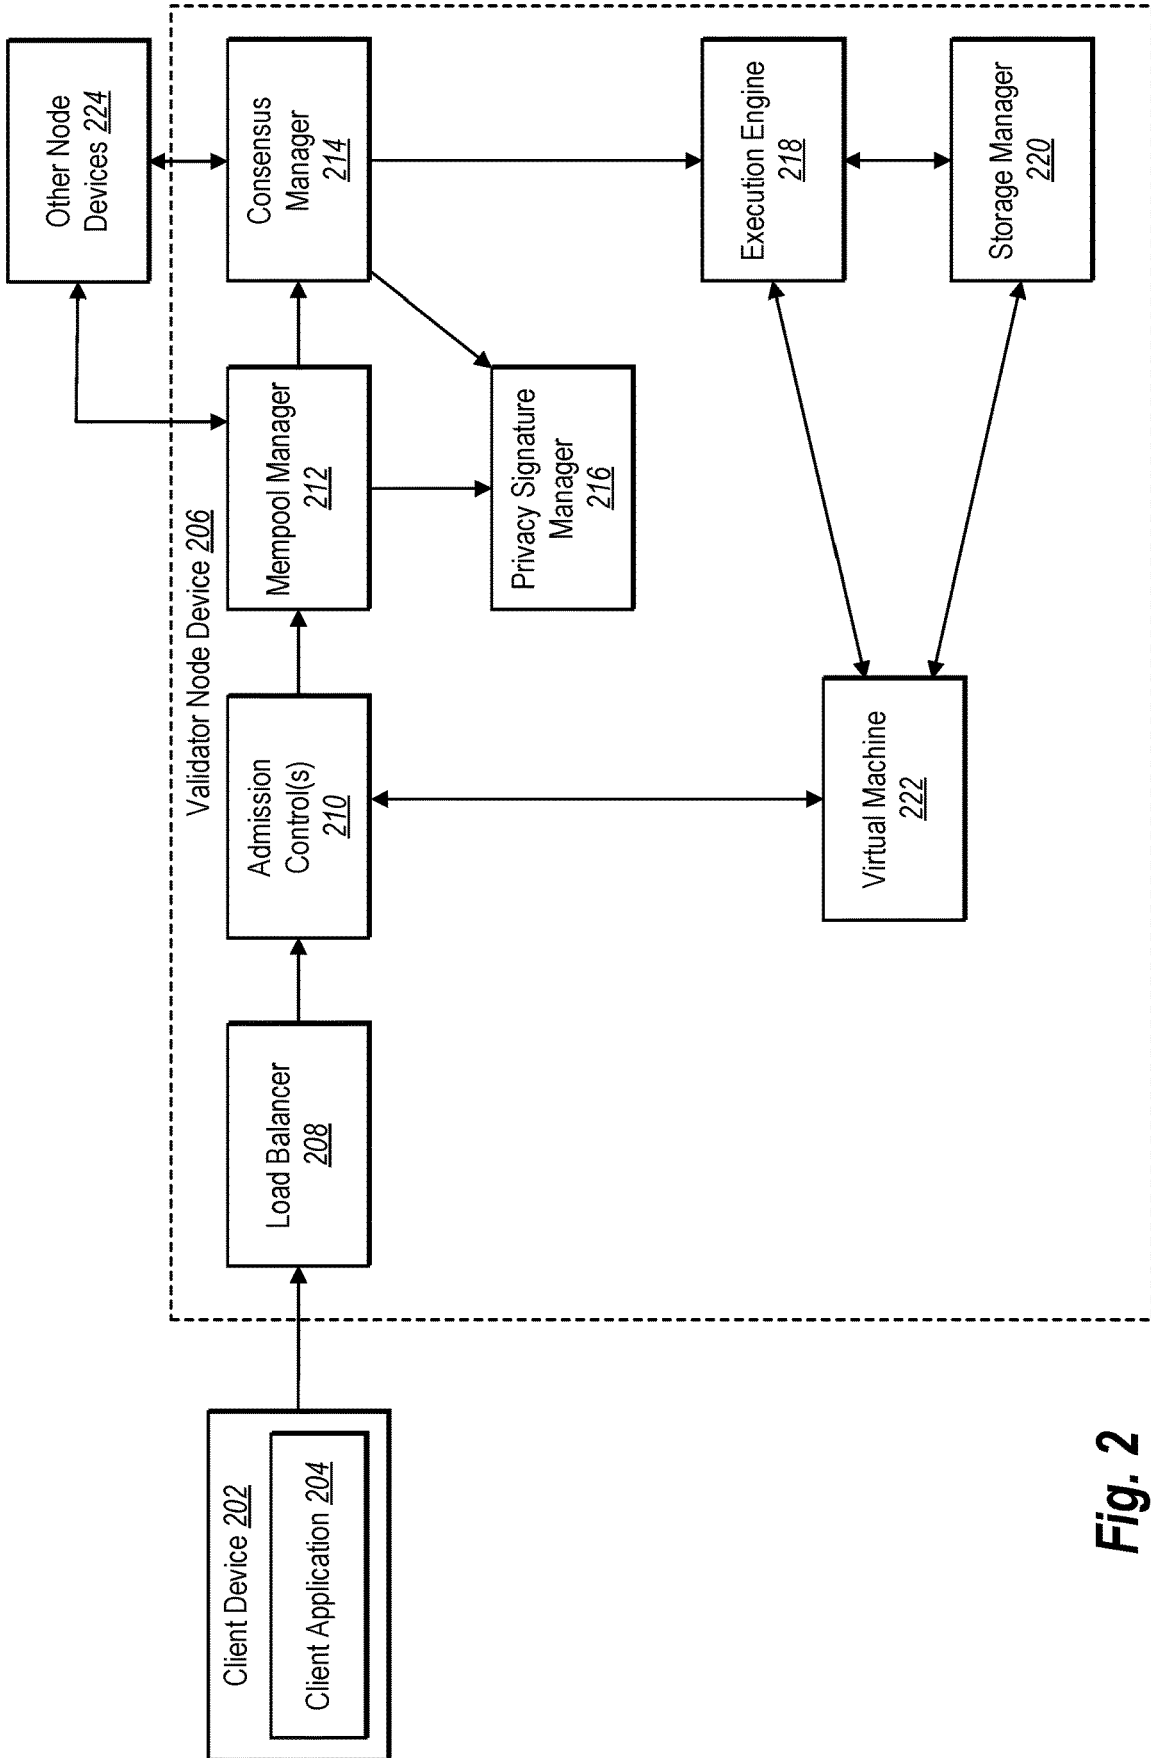 Other Node
Devices 224
Validator Node Device 206
Client Device 202
Client Application 204
Load Balancer
208
Admission
Control(s)
210
Mempool Manager
212
Consensus
Manager
214
Privacy Signature
Manager
216
Execution Engine
218
Virtual Machine
222
Storage Manager
220
Fig. 2